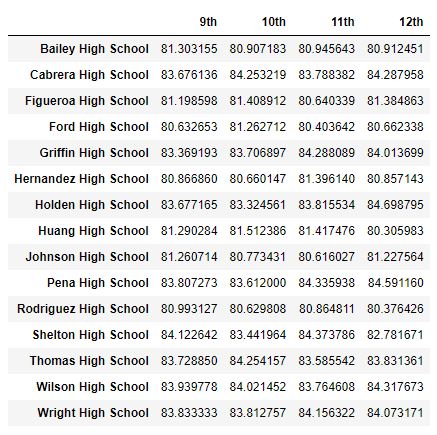 9th 10th 11th 12th
Bailey High School 81.303155 80.907183 80.945643 80.912451
Cabrera High School 83.676136 84.253219 83.788382 84.287958
Figueroa High School 81.198598 81.408912 80.640339 81.384863
Ford High School 80.632653 81.262712 80.403642 80.662338
Griffin High School 83.369193 83.706897 84.288089 84.013699
Hernandez High School 80.866860 80.660147 81.396140 80.857143
Holden High School 83.677165 83.324561 83.815534 84.698795
Huang High School 81.290284 81.512386 81.417476 80.305983
Johnson High School 81.260714 80.773431 80.616027 81.227564
Pena High School 83.807273 83.612000 84.335938 84.591160
Rodriguez High School 80.993127 80.629808 80.864811 80.376426
Shelton High School 84.122642 83.441964 84.373786 82.781671
Thomas High School 83.728850 84.254157 83.585542 83.831361
Wilson High School 83.939778 84.021452 83.764608 84.317673
Wright High School 83.833333 83.812757 84.156322 84.073171